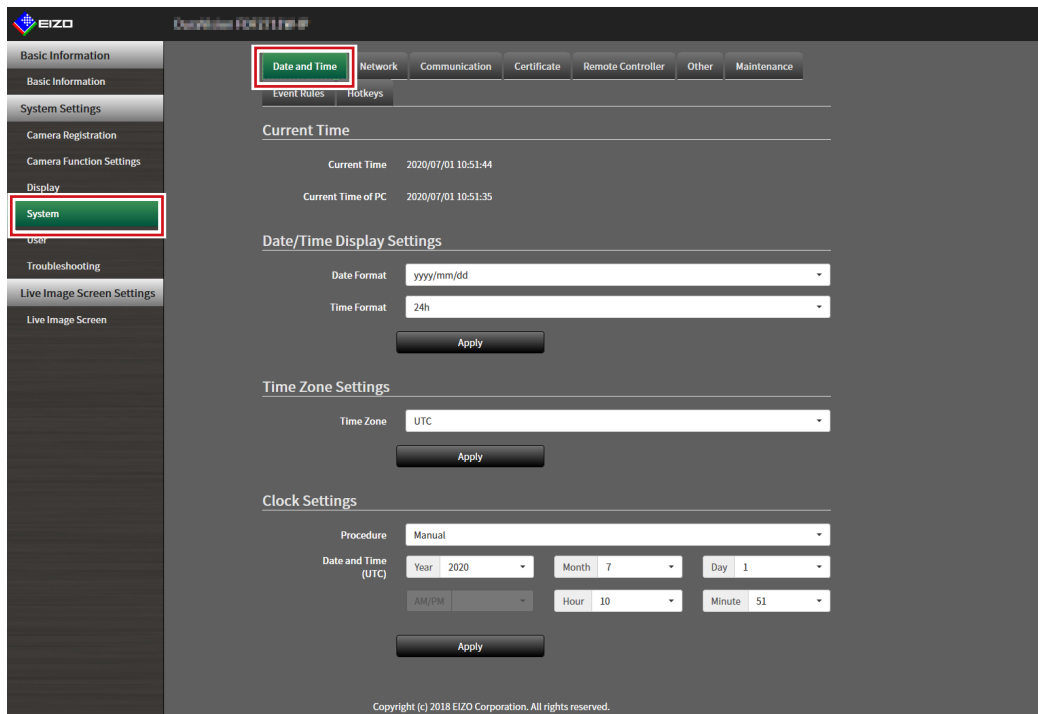 EIZO
Basic Information
Basic Information
System Settings
Camera Registration
Camera Function Settings
Display
System
User
Troubleshooting
Live Image Screen Settings
Live Image Screen
Date and Time Network Communication Certificate Remote Controller Other Maintenance
Event Rules Hotkeys
Current Time
Current Time 2020/07/01 10:51:44
Current Time of PC 2020/07/01 10:51:35
Date/Time Display Settings
Date Format yyyy/mm/dd
Time Format 24h
Apply
Time Zone Settings
Time Zone UTC
Apply
Clock Settings
Procedure Manual
Date and Time
(UTC)
Year 2020 Month 7 Day 1
AM/PM Hour 10 Minute 51
Apply
Copyright (c) 2018 EIZO Corporation. All rights reserved.